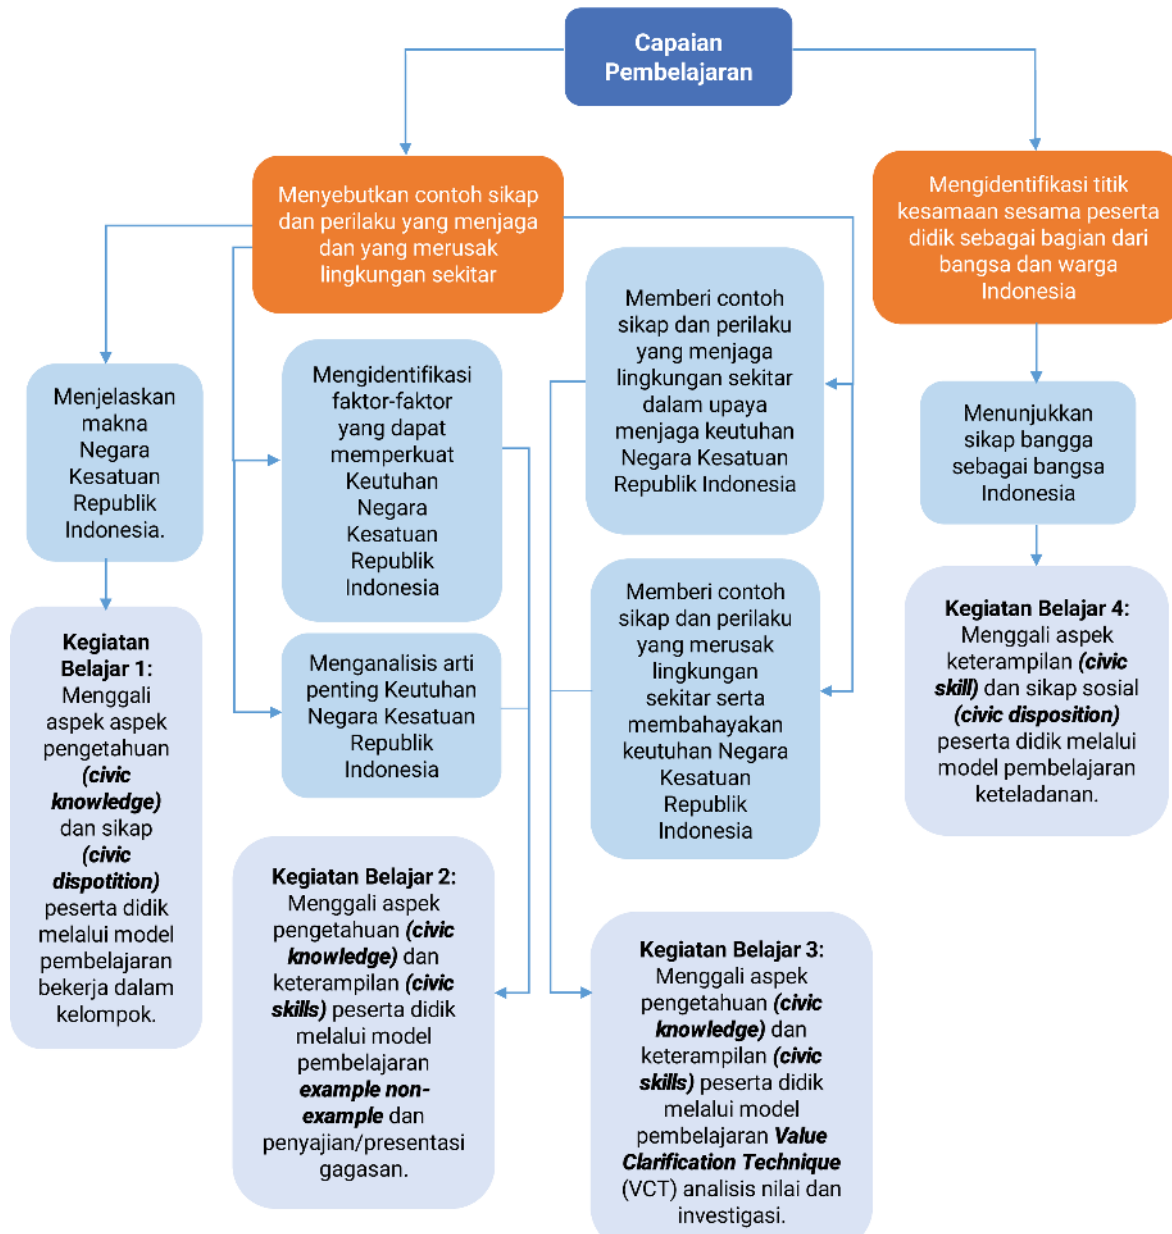 Capaian
Pembelajaran
Menyebutkan contoh sikap
dan perilaku yang menjaga
dan yang merusak
lingkungan sekitar
Mengidentifikasi titik
kesamaan sesama peserta
didik sebagai bagian dari
bangsa dan warga
Indonesia
Menjelaskan
makna
Negara
Kesatuan
Republik
Indonesia.
Mengidentifikasi
faktor-faktor
yang dapat
memperkuat
Keutuhan
Negara
Kesatuan
Republik
Indonesia
Memberi contoh
sikap dan perilaku
yang menjaga
lingkungan sekitar
dalam upaya
menjaga keutuhan
Negara Kesatuan
Republik Indonesia
Menunjukkan
sikap bangga
sebagai bangsa
Indonesia
Menganalisis arti
penting Keutuhan
Negara Kesatuan
Republik
Indonesia
Memberi contoh
sikap dan perilaku
yang merusak
lingkungan
sekitar serta
membahayakan
keutuhan Negara
Kesatuan
Republik
Indonesia
Kegiatan
Belajar 1:
Menggali
aspek aspek
pengetahuan
(civic
knowledge)
dan sikap
(civic
dispotition)
peserta didik
melalui model
pembelajaran
bekerja dalam
kelompok.
Kegiatan Belajar 2:
Menggali aspek
pengetahuan (civic
knowledge) dan
keterampilan (civic
skills) peserta didik
melalui model
pembelajaran
example non-
example dan
penyajian/presentasi
gagasan.
Kegiatan Belajar 3:
Menggali aspek
pengetahuan (civic
knowledge) dan
keterampilan (civic
skills) peserta didik
melalui model
pembelajaran Value
Clarification Technique
(VCT) analisis nilai dan
investigasi.
Kegiatan Belajar 4:
Menggali aspek
keterampilan (civic
skill) dan sikap sosial
(civic disposition)
peserta didik melalui
model pembelajaran
keteladanan.